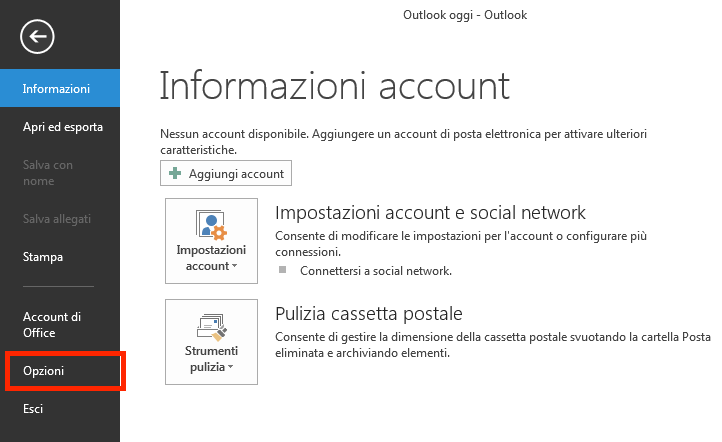 Outlook oggi - Outlook
Informazioni
Apri ed esporta
Salva con
nome
Salva allegati
Stampa
Account di
Office
Opzioni
Esci
Informazioni account
Nessun account disponibile. Aggiungere un account di posta elettronica per attivare ulteriori
caratteristiche.
Aggiungi account
Impostazioni
account
Impostazioni account e social network
Consente di modificare le impostazioni per l'account o configurare più
connessioni.
Connettersi a social network.
Strumenti
pulizia
Pulizia cassetta postale
Consente di gestire la dimensione della cassetta postale svuotando la cartella Posta
eliminata e archiviando elementi.